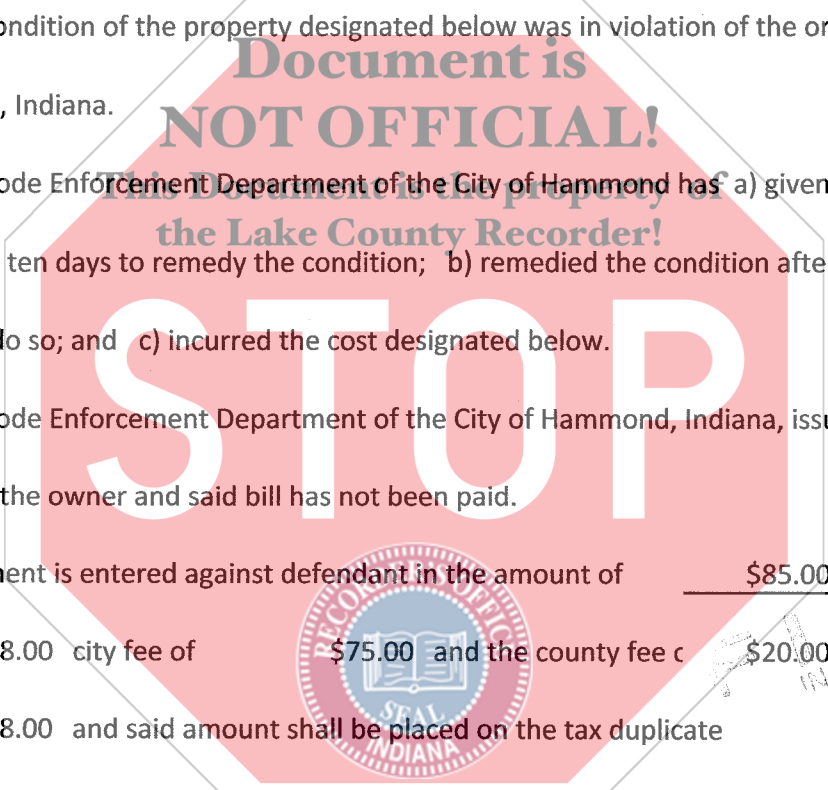 ondition of the property designated below was in violation of the or
Document is
, Indiana.
NOT OFFICIAL!
ode Enforcement Department of the City of Hammond has a) given
This Document is the property of
the Lake County Recorder!
ten days to remedy the condition; b) remedied the condition afte
STOP
do so; and c) incurred the cost designated below.
ode Enforcement Department of the City of Hammond, Indiana, issu
the owner and said bill has not been paid.
ent is entered against defendant in the amount of $85.00
RECORDER'S OFFICE
8.00 city fee of $75.00 and the county fee o $20.00
SEAL
8.00 and said amount shall be placed on the tax duplicate
INDIANA